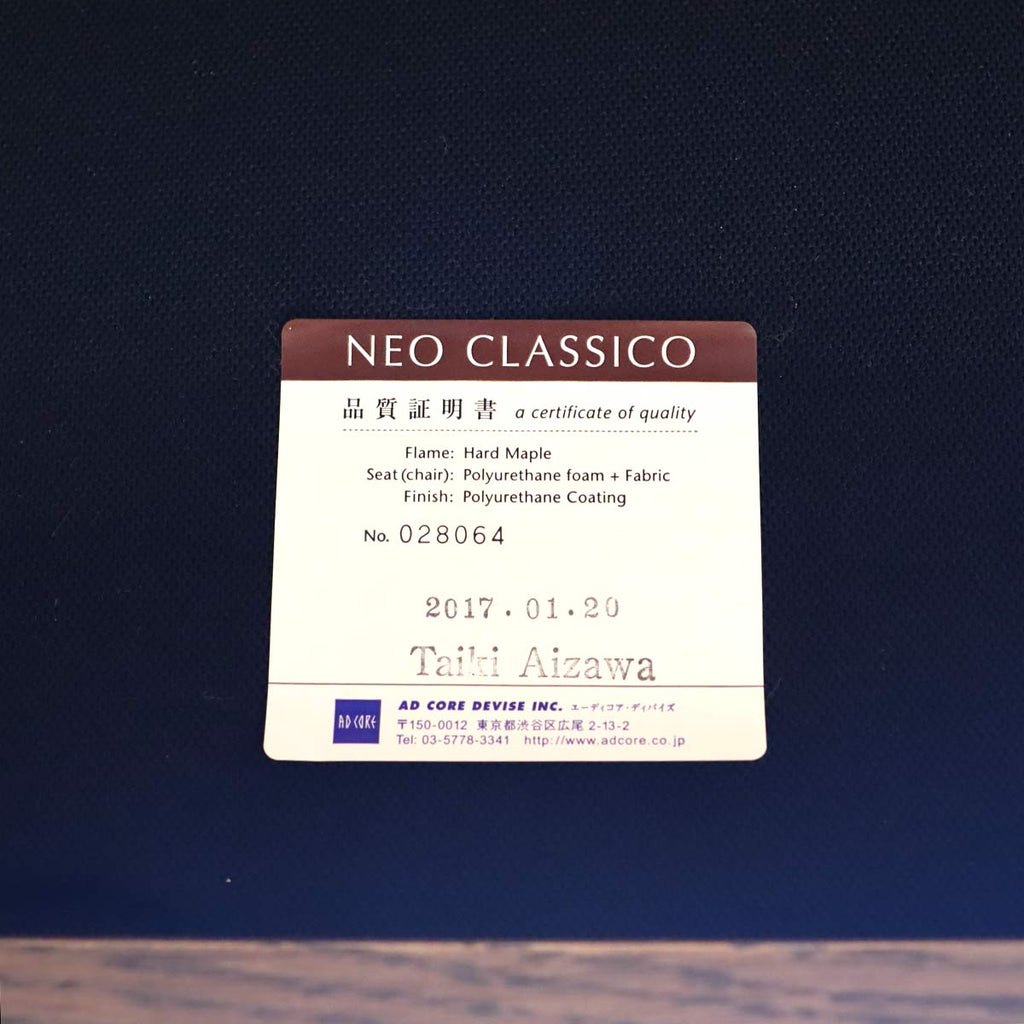 NEO CLASSICO
品質証明書 a certificate of quality
Flame: Hard Maple
Seat (chair): Polyurethane foam + Fabric
Finish: Polyurethane Coating
No. 028064
2017.01.20
Taiki Aizawa
AD CORE
AD CORE DEVISE INC. エーディコア・ディバイズ
〒150-0012 東京都渋谷区広尾 2-13-2
Tel: 03-5778-3341 http://www.adcore.co.jp